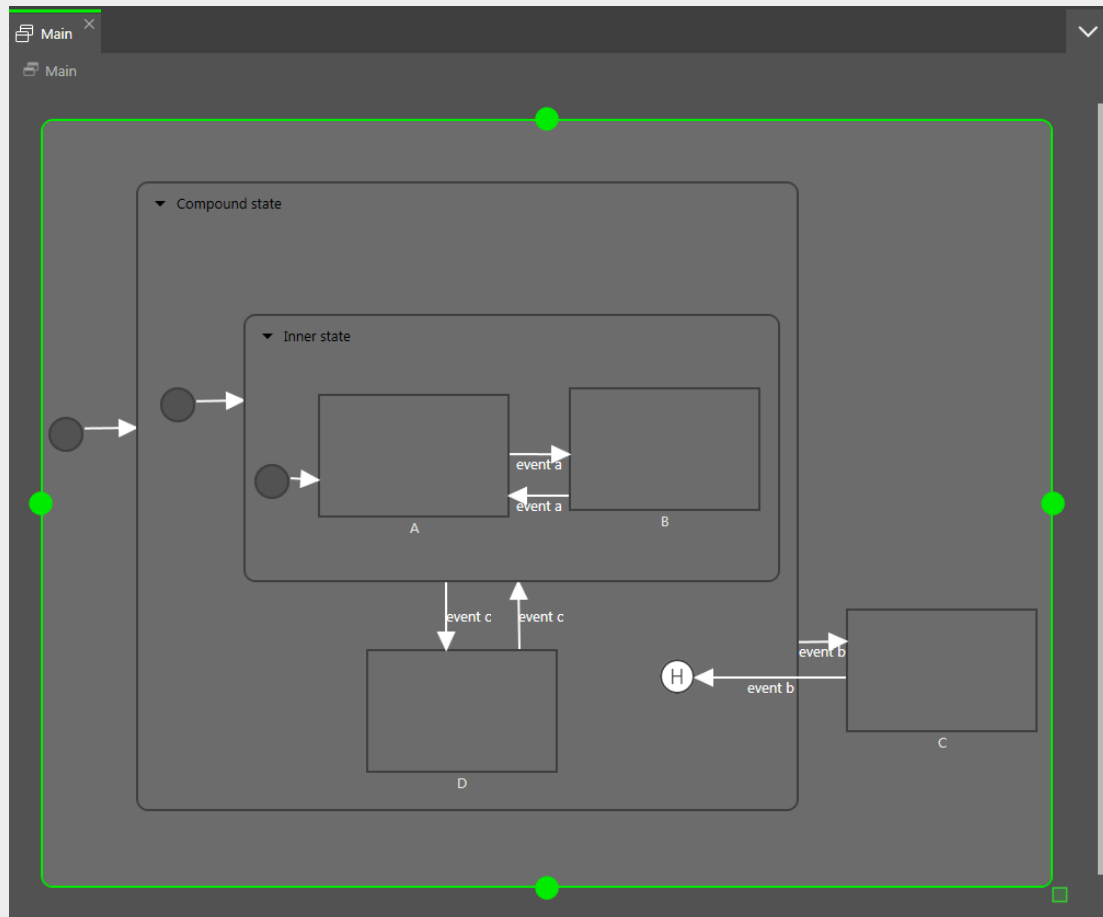 Main
Main
Compound state
Inner state
event a
event a
A
B
event c
event c
event b
H
event b
C
D